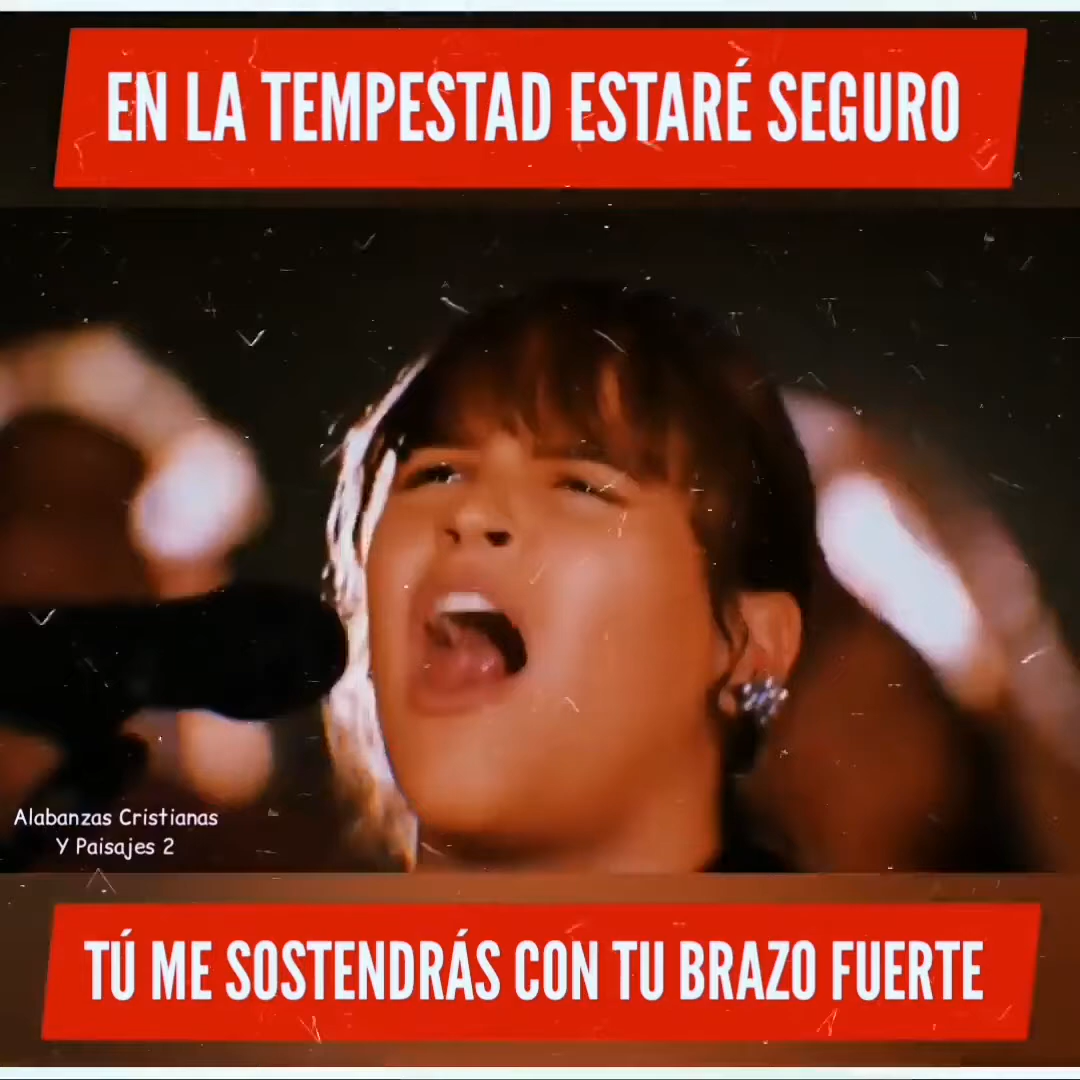 EN LA TEMPESTAD ESTARÉ SEGURO
Alabanzas Cristianas
Y Paisajes 2
TÚ ME SOSTENDRÁS CON TU BRAZO FUERTE